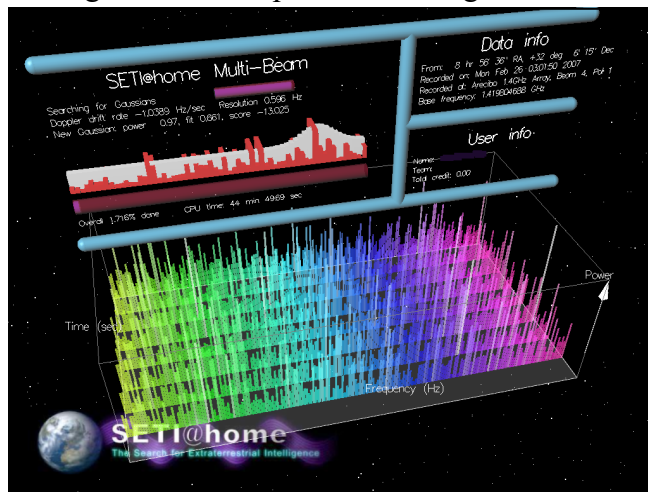 SETI@home Multi-Beam
Searching for Gaussians
Doppler drift rate -1.0389 Hz/sec Resolution 0.596 Hz
New Gaussian: power 0.97, fit 0.661, score -13.025
Overall 1.716% done CPU time: 44 min 49.69 sec
Data info
From: 8 hr 56' 36" RA, +32 deg 6' 15" Dec
Recorded on: Mon Feb 26 03:01:50 2007
Recorded at: Arecibo 1.4GHz Array, Beam 4, Pol 1
Base frequency: 1.419804688 GHz
User info
Name:
Team:
Total credit: 0.00
Power
Time (sec)
Frequency (Hz)
SETI@home
The Search for Extraterrestrial Intelligence